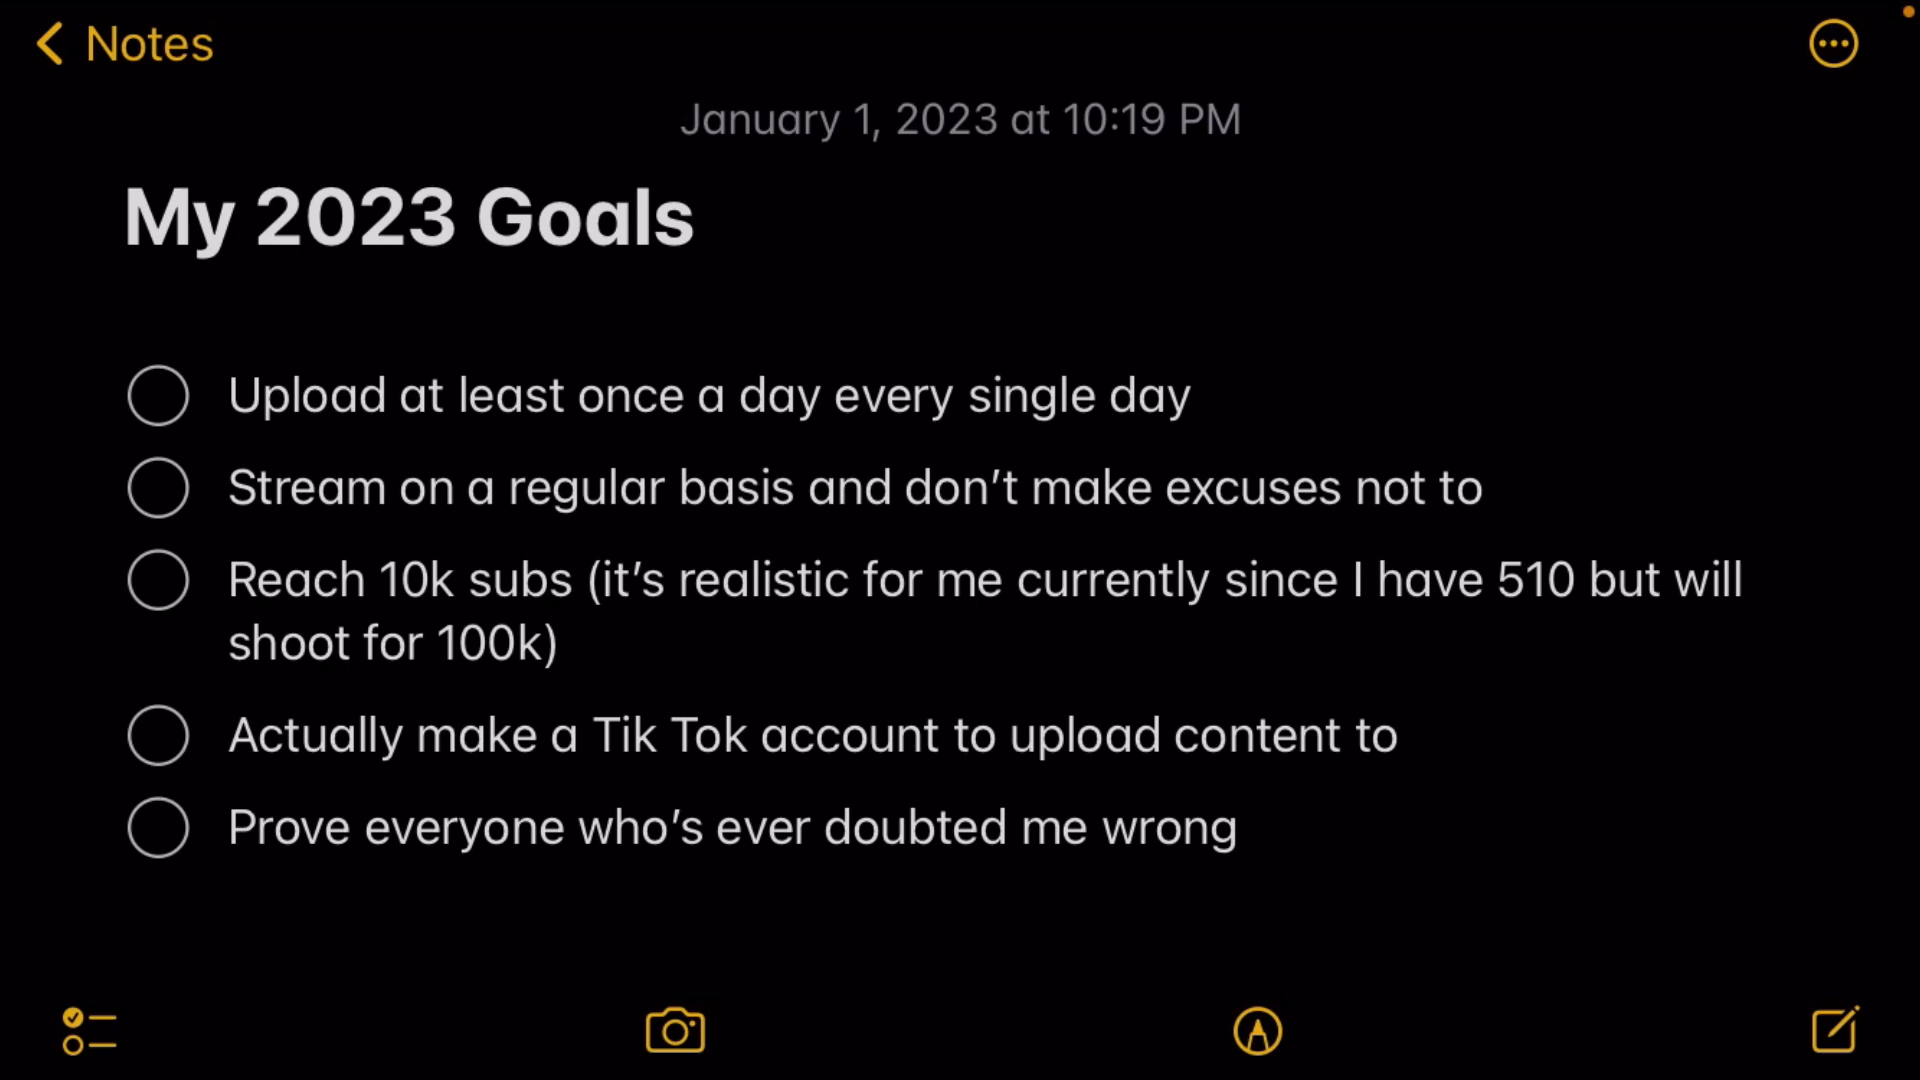 Notes
January 1, 2023 at 10:19 PM
My 2023 Goals
Upload at least once a day every single day
Stream on a regular basis and don’t make excuses not to
Reach 10k subs (it’s realistic for me currently since I have 510 but will
shoot for 100k)
Actually make a Tik Tok account to upload content to
Prove everyone who’s ever doubted me wrong